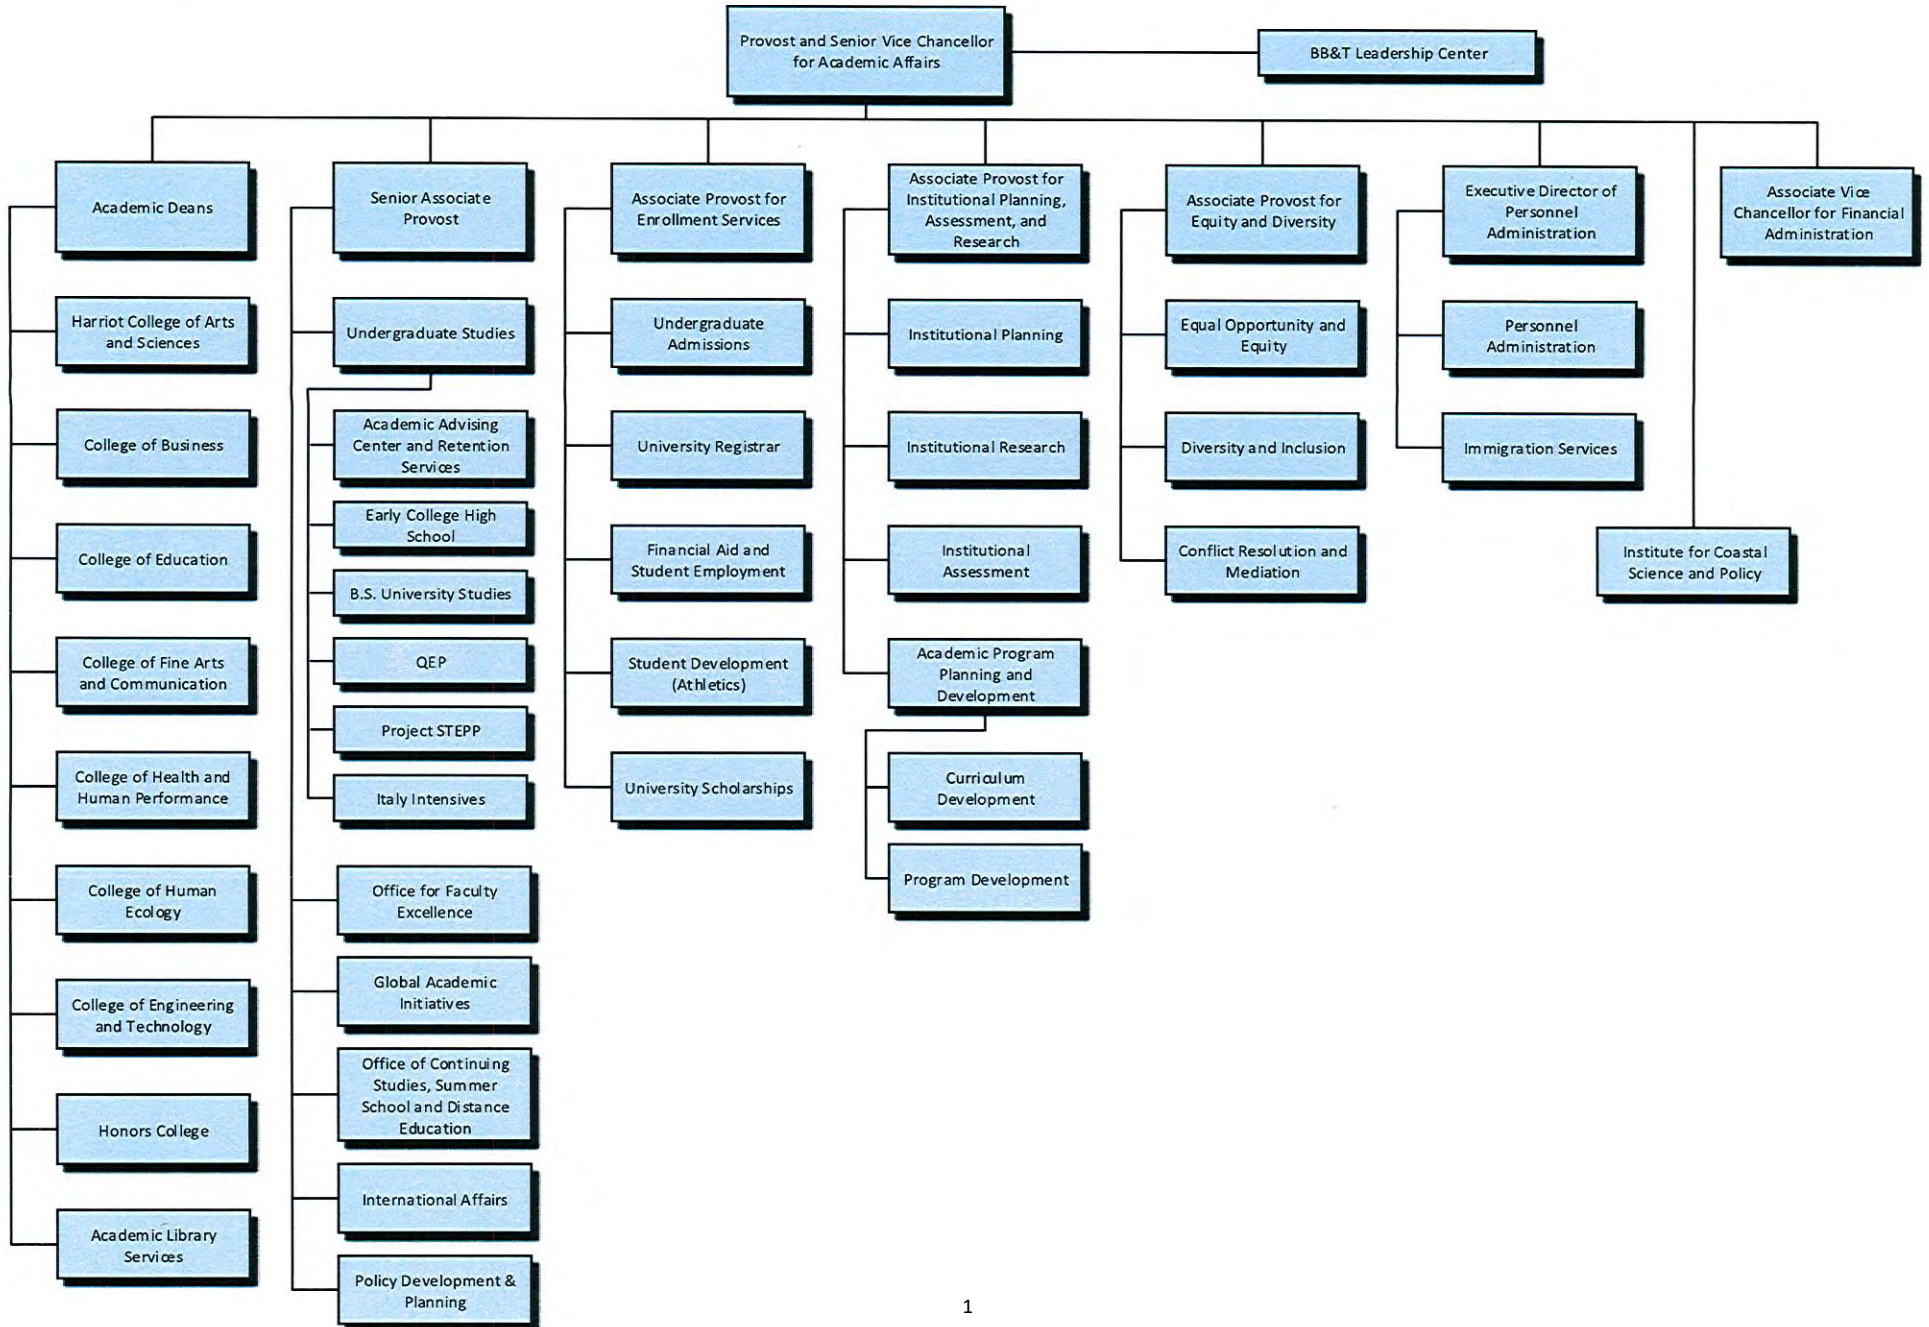 Provost and Senior Vice Chancellor
for Academic Affairs
BB&T Leadership Center
Academic Deans
Harriot College of Arts
and Sciences
College of Business
College of Education
College of Fine Arts
and Communication
College of Health and
Human Performance
College of Human
Ecology
College of Engineering
and Technology
Honors College
Academic Library
Services
Senior Associate
Provost
Undergraduate Studies
Academic Advising
Center and Retention
Services
Early College High
School
B.S. University Studies
QEP
Project STEPP
Italy Intensives
Office for Faculty
Excellence
Global Academic
Initiatives
Office of Continuing
Studies, Summer
School and Distance
Education
International Affairs
Policy Development &
Planning
Associate Provost for
Enrollment Services
Undergraduate
Admissions
University Registrar
Financial Aid and
Student Employment
Student Development
(Athletics)
University Scholarships
Associate Provost for
Institutional Planning,
Assessment, and
Research
Institutional Planning
Institutional Research
Institutional
Assessment
Academic Program
Planning and
Development
Curriculum
Development
Program Development
Associate Provost for
Equity and Diversity
Equal Opportunity and
Equity
Diversity and Inclusion
Conflict Resolution and
Mediation
Executive Director of
Personnel
Administration
Personnel
Administration
Immigration Services
Institute for Coastal
Science and Policy
Associate Vice
Chancellor for Financial
Administration
1